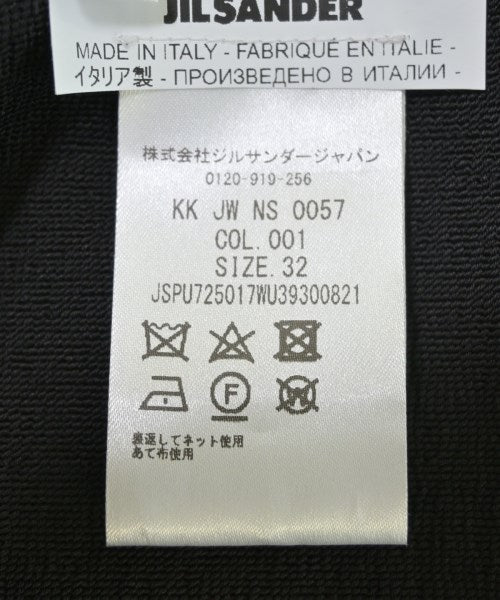 JIL SANDER
MADE IN ITALY - FABRIQUÉ EN ITALIE -
イタリア製 - ПРОИЗВЕДЕНО В ИТАЛИИ -
株式会社ジルサンダージャパン
0120-919-256
KK JW NS 0057
COL.001
SIZE.32
JSPU725017WU39300821
F W
裏返してネット使用
あて布使用